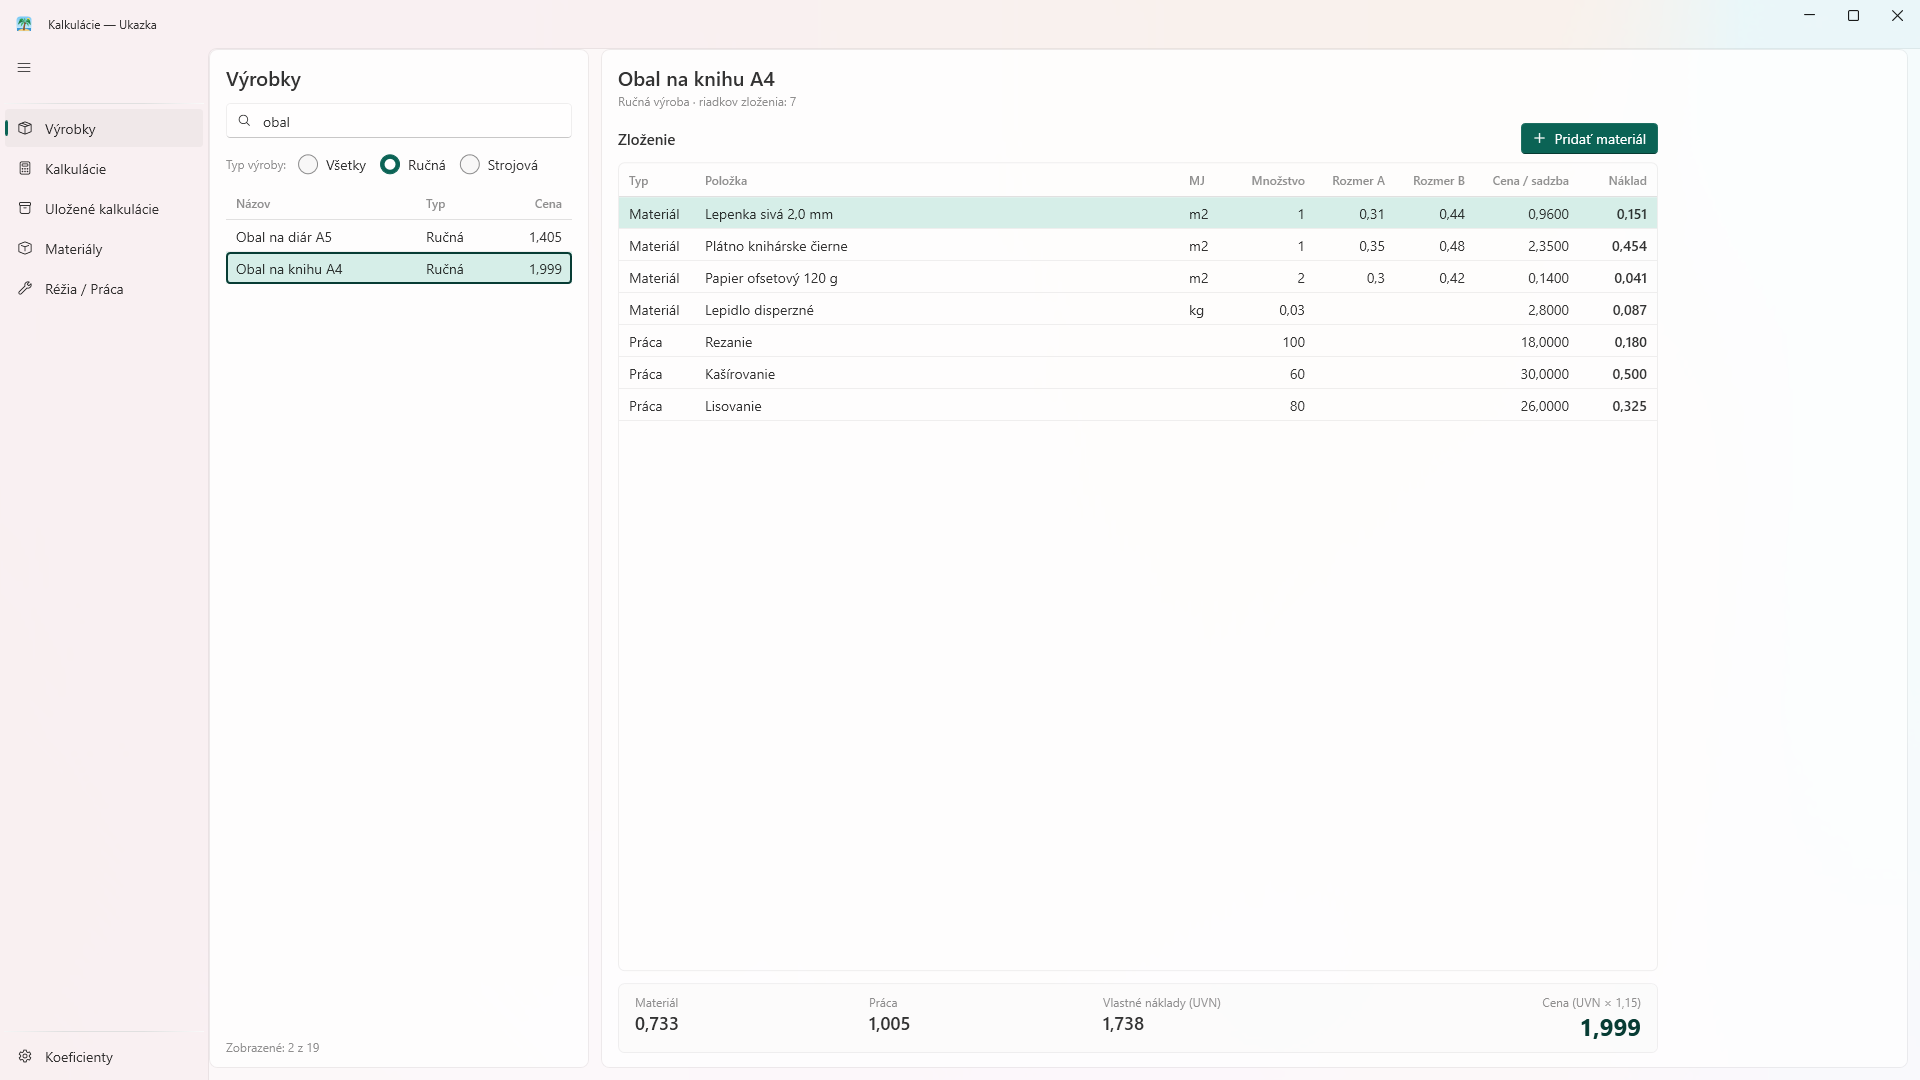 Kalkulácie — Ukazka
Výrobky
Kalkulácie
Uložené kalkulácie
Materiály
Réžia / Práca
Koeficienty
Výrobky
obal
Typ výroby: Všetky Ručná Strojová
Názov Typ Cena
Obal na diár A5 Ručná 1,405
Obal na knihu A4 Ručná 1,999
Zobrazené: 2 z 19
Obal na knihu A4
Ručná výroba · riadkov zloženia: 7
Zloženie
Pridať materiál
Typ Položka MJ Množstvo Rozmer A Rozmer B Cena / sadzba Náklad
Materiál Lepenka sivá 2,0 mm m2 1 0,31 0,44 0,9600 0,151
Materiál Plátno knihárske čierne m2 1 0,35 0,48 2,3500 0,454
Materiál Papier ofsetový 120 g m2 2 0,3 0,42 0,1400 0,041
Materiál Lepidlo disperzné kg 0,03 2,8000 0,087
Práca Rezanie 100 18,0000 0,180
Práca Kašírovanie 60 30,0000 0,500
Práca Lisovanie 80 26,0000 0,325
Materiál Práca Vlastné náklady (UVN) Cena (UVN × 1,15)
0,733 1,005 1,738 1,999